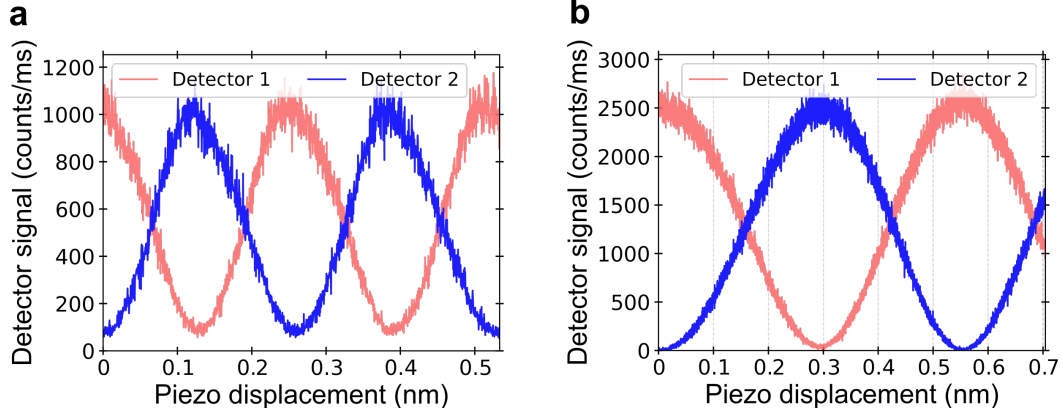 a
Detector signal (counts/ms)
1200
1000
800
600
400
200
0
Detector 1
Detector 2
0
0.1
0.2
0.3
0.4
0.5
Piezo displacement (nm)
b
Detector signal (counts/ms)
3000
2500
2000
1500
1000
500
0
Detector 1
Detector 2
0
0.1
0.2
0.3
0.4
0.5
0.6
0.7
Piezo displacement (nm)